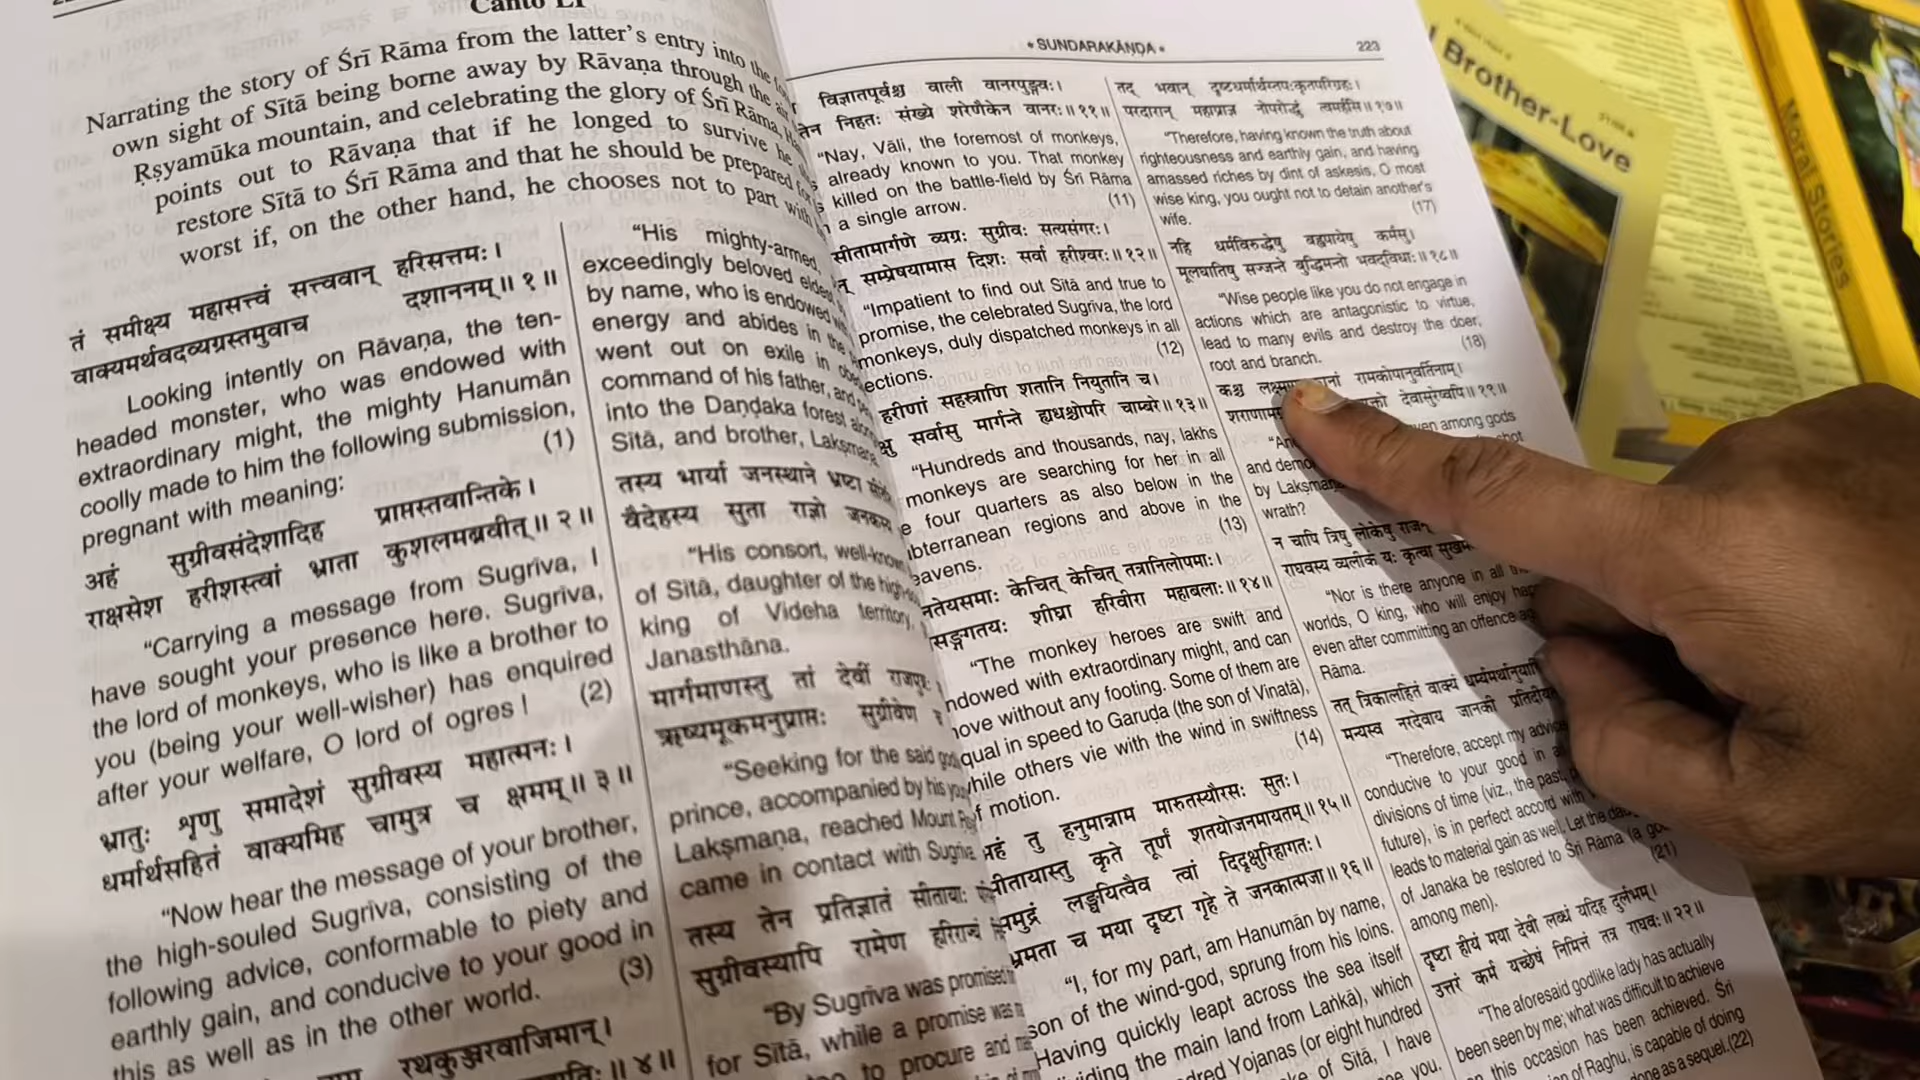 Canto LI
Narrating the story of Śrī Rāma from the latter's entry into the
own sight of Sītā being borne away by Rāvaṇa through the air
Ṛṣyamūka mountain, and celebrating the glory of Śrī Rāma,
points out to Rāvaṇa that if he longed to survive he
restore Sītā to Śrī Rāma and that he should be prepared for
worst if, on the other hand, he chooses not to part with
तं समीक्ष्य महासत्त्वं सत्त्ववान् हरिसत्तमः।
वाक्यमर्थवदव्यग्रस्तमुवाच दशाननम्॥ १॥
Looking intently on Rāvaṇa, the ten-
headed monster, who was endowed with
extraordinary might, the mighty Hanumān
coolly made to him the following submission,
pregnant with meaning: (1)
अहं सुग्रीवसंदेशादिह प्राप्तस्तवान्तिके।
राक्षसेश हरीशस्त्वां भ्राता कुशलमब्रवीत्॥ २॥
"Carrying a message from Sugrīva, I
have sought your presence here. Sugrīva,
the lord of monkeys, who is like a brother to
you (being your well-wisher) has enquired
after your welfare, O lord of ogres ! (2)
भ्रातुः शृणु समादेशं सुग्रीवस्य महात्मनः।
धर्मार्थसहितं वाक्यमिह चामुत्र च क्षमम्॥ ३॥
"Now hear the message of your brother,
the high-souled Sugrīva, consisting of the
following advice, conformable to piety and
earthly gain, and conducive to your good in
this as well as in the other world. (3)
रथकुञ्जरवाजिमान्।
॥ ४॥
"His mighty-armed,
exceedingly beloved eldest
by name, who is endowed with
energy and abides in the
went out on exile in
command of his father, and
into the Daṇḍaka forest along
Sītā, and brother, Lakṣmaṇa
तस्य भार्या जनस्थाने भ्रष्टा
वैदेहस्य सुता राज्ञो जनकस्य
"His consort, well-known
of Sītā, daughter of the high-
king of Videha territory,
Janasthāna.
मार्गमाणस्तु तां देवीं
ऋष्यमूकमनुप्राप्तः सुग्रीवेण
"Seeking for the said
prince, accompanied by his
Lakṣmaṇa, reached Mount
came in contact with Sugrīva
तस्य तेन प्रतिज्ञातं सीतायाः
सुग्रीवस्यापि रामेण
"By Sugrīva was promised
for Sītā, while a promise was
to procure and
* SUNDARAKĀṆḌA * 223
विज्ञातपूर्वश्च वाली वानरपुङ्गवः।
तेन निहतः संख्ये शरेणैकेन वानरः॥ ११॥
"Nay, Vāli, the foremost of monkeys,
already known to you. That monkey
killed on the battle-field by Śrī Rāma
a single arrow. (11)
सीतामार्गणे व्यग्रः सुग्रीवः सत्यसंगरः।
सम्प्रेषयामास दिशः सर्वा हरीश्वरः॥ १२॥
"Impatient to find out Sītā and true to
promise, the celebrated Sugrīva, the lord
monkeys, duly dispatched monkeys in all
ections. (12)
हरीणां सहस्राणि शतानि नियुतानि च।
क्षु सर्वासु मार्गन्ते ह्यधश्चोपरि चाम्बरे॥ १३॥
"Hundreds and thousands, nay, lakhs
monkeys are searching for her in all
e four quarters as also below in the
bterranean regions and above in the
eavens. (13)
नतेयसमाः केचित् केचित् तत्रानिलोपमाः।
सङ्गगतयः शीघ्रा हरिवीरा महाबलाः॥ १४॥
"The monkey heroes are swift and
ndowed with extraordinary might, and can
ove without any footing. Some of them are
qual in speed to Garuḍa (the son of Vinatā),
hile others vie with the wind in swiftness
f motion. (14)
अहं तु हनुमान्नाम मारुतस्यौरसः सुतः।
सीतायास्तु कृते तूर्णं शतयोजनमायतम्॥ १५॥
समुद्रं लङ्घयित्वैव त्वां दिदृक्षुरिहागतः।
भ्रमता च मया दृष्टा गृहे ते जनकात्मजा॥ १६॥
"I, for my part, am Hanumān by name,
son of the wind-god, sprung from his loins.
Having quickly leapt across the sea itself
dividing the main land from Laṅkā), which
dred Yojanas (or eight hundred
ke of Sītā, I have
you.
तद् भवान् दृष्टधर्मार्थस्तपःकृतपरिग्रहः।
परदारान् महाप्राज्ञ नोपरोद्धुं त्वमर्हसि॥ १७॥
"Therefore, having known the truth about
righteousness and earthly gain, and having
amassed riches by dint of askesis, O most
wise king, you ought not to detain another's
wife. (17)
नहि धर्मविरुद्धेषु बह्वपायेषु कर्मसु।
मूलघातिषु सज्जन्ते बुद्धिमन्तो भवद्विधाः॥ १८॥
"Wise people like you do not engage in
actions which are antagonistic to virtue,
lead to many evils and destroy the doer,
root and branch. (18)
कश्च रामकोपानुवर्तिनाम्।
देवासुरेष्वपि॥ १९॥
even among gods
and shot
by Lakṣmaṇa
wrath?
न चापि त्रिषु लोकेषु राजन्
राघवस्य व्यलीकं यः कृत्वा
"Nor is there anyone in all
worlds, O king, who will enjoy
even after committing an offence
Rāma.
तत् त्रिकालहितं वाक्यं
मन्यस्व नरदेवाय जानकी
"Therefore, accept my advice
conducive to your good in all
divisions of time (viz., the past,
future), is in perfect accord with
leads to material gain as well. Let the
of Janaka be restored to Śrī Rāma (a god
among men). (21)
दृष्टा हीयं मया देवी लब्धं यदिह दुर्लभम्।
उत्तरं कर्म यच्छेषं निमित्तं तत्र राघवः॥ २२॥
"The aforesaid godlike lady has actually
been seen by me; what was difficult to achieve
this occasion has been achieved. Śrī
of Raghu, is capable of doing
done as a sequel.(22)
Brother-Love
Moral Stories